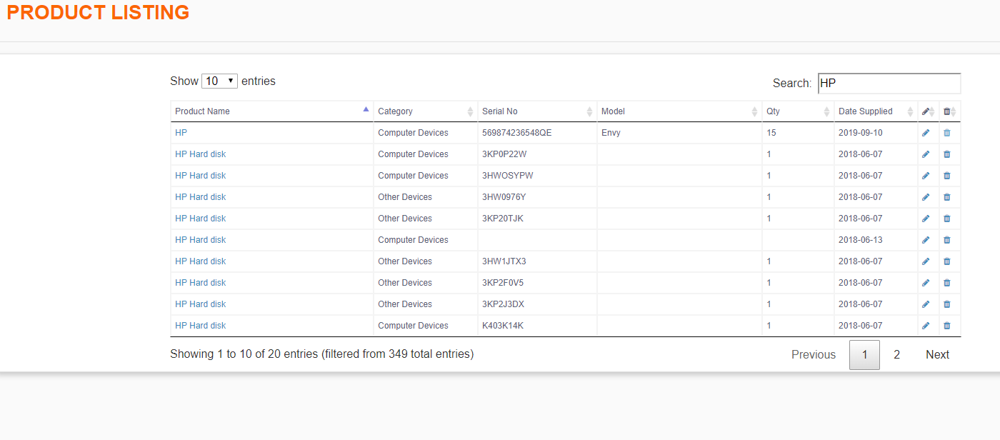 PRODUCT LISTING
Show 10 entries
Search: HP
Product Name Category Serial No Model Qty Date Supplied
HP Computer Devices 569874236548QE Envy 15 2019-09-10
HP Hard disk Computer Devices 3KP0P22W 1 2018-06-07
HP Hard disk Computer Devices 3HWOSYPW 1 2018-06-07
HP Hard disk Other Devices 3HW0976Y 1 2018-06-07
HP Hard disk Other Devices 3KP20TJK 1 2018-06-07
HP Hard disk Computer Devices 2018-06-13
HP Hard disk Other Devices 3HW1JTX3 1 2018-06-07
HP Hard disk Other Devices 3KP2F0V5 1 2018-06-07
HP Hard disk Other Devices 3KP2J3DX 1 2018-06-07
HP Hard disk Computer Devices K403K14K 1 2018-06-07
Showing 1 to 10 of 20 entries (filtered from 349 total entries)
Previous 1 2 Next